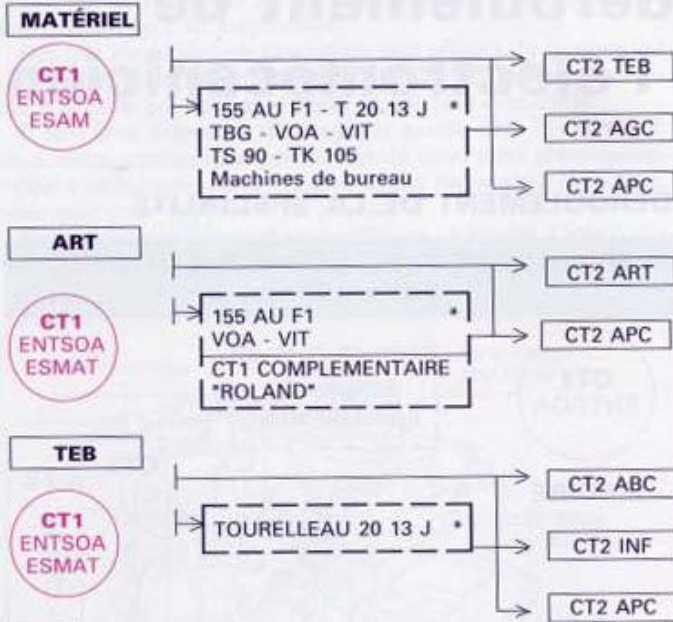 MATÉRIEL
CT1
ENTSOA
ESAM
155 AU F1 - T 20 13 J *
TBG - VOA - VIT
TS 90 - TK 105
Machines de bureau
CT2 TEB
CT2 AGC
CT2 APC
ART
CT1
ENTSOA
ESMAT
155 AU F1 *
VOA - VIT
CT1 COMPLEMENTAIRE
"ROLAND"
CT2 ART
CT2 APC
TEB
CT1
ENTSOA
ESMAT
TOURELLEAU 20 13 J *
CT2 ABC
CT2 INF
CT2 APC